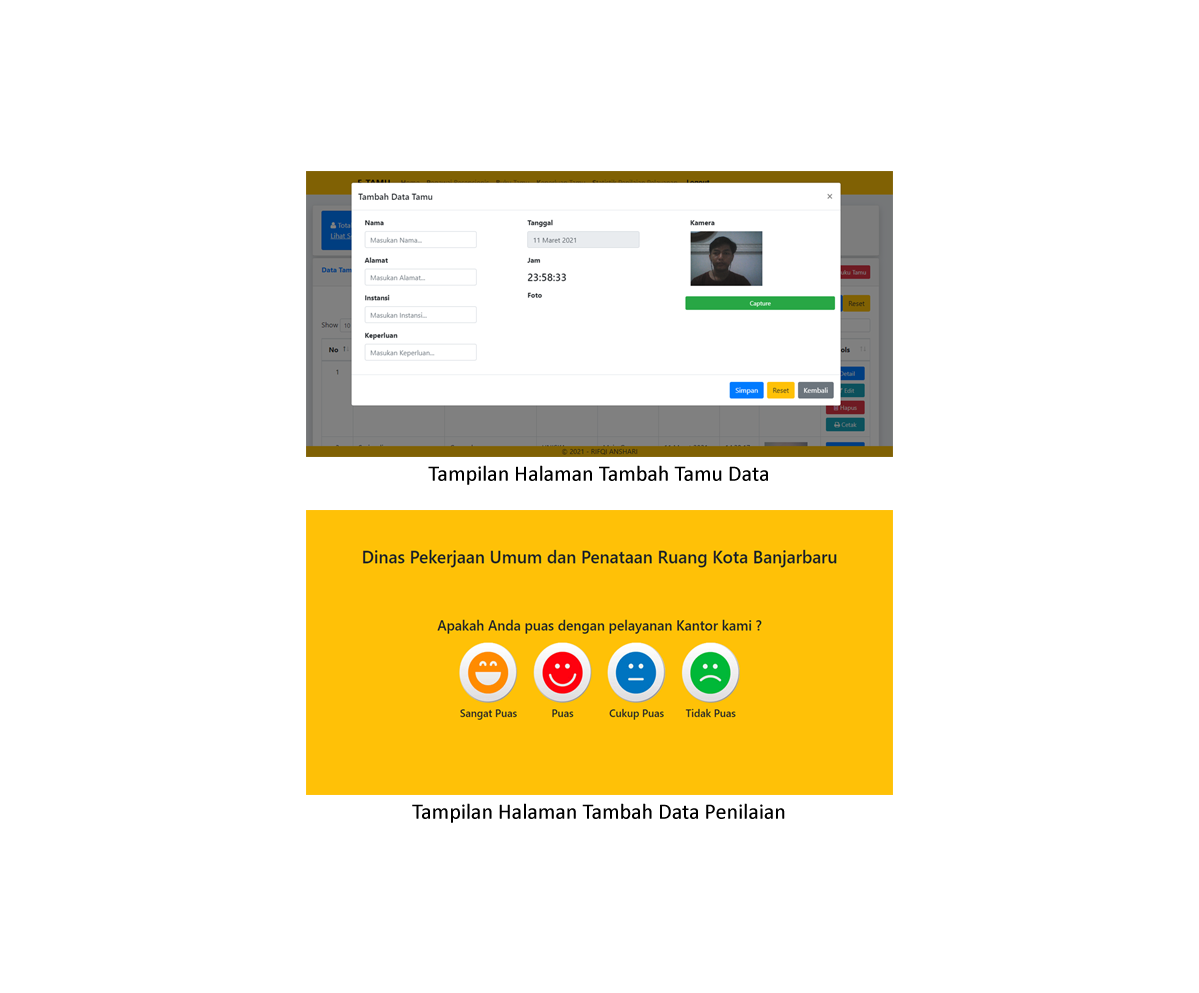 E-TAMU Home Logout
Tambah Data Tamu ×
Nama Tanggal Kamera
Masukan Nama... 11 Maret 2021
Alamat Jam
Masukan Alamat... 23:58:33
Instansi Foto Capture
Masukan Instansi...
Keperluan
Masukan Keperluan...
Simpan Reset Kembali
Total
Lihat
Data Tam
uku Tamu
Reset
Show 10
No
ols
1
Detail
Edit
Hapus
Cetak
© 2021 - RIFQI ANSHARI
Tampilan Halaman Tambah Tamu Data
Dinas Pekerjaan Umum dan Penataan Ruang Kota Banjarbaru
Apakah Anda puas dengan pelayanan Kantor kami ?
Sangat Puas Puas Cukup Puas Tidak Puas
Tampilan Halaman Tambah Data Penilaian